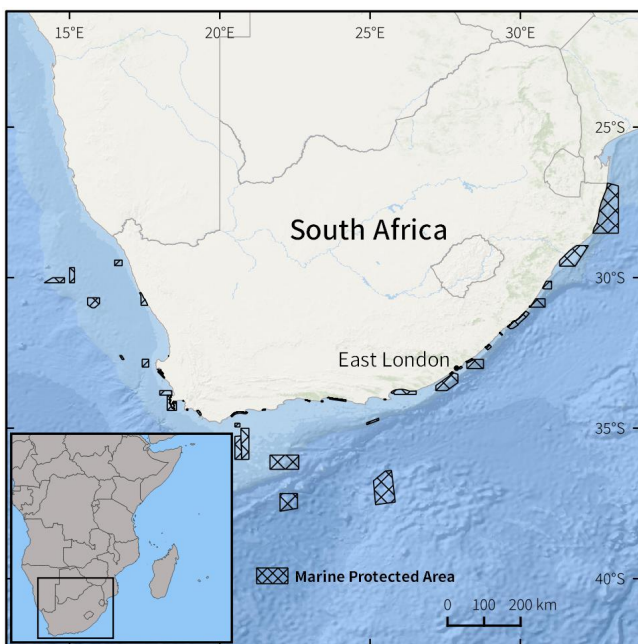 15°E
20°E
25°E
30°E
25°S
South Africa
30°S
East London
35°S
Marine Protected Area
40°S
0 100 200 km